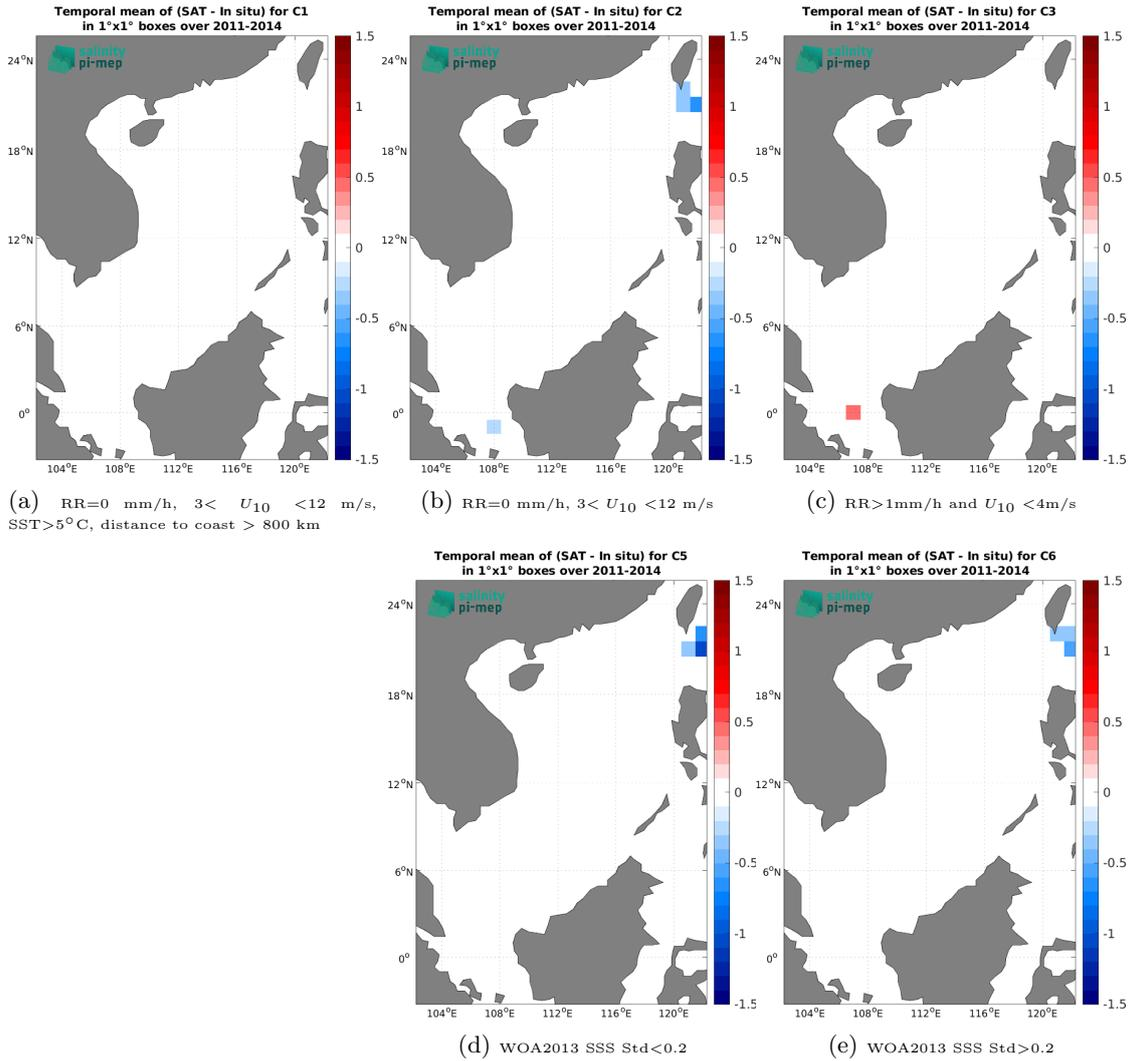 Temporal mean of (SAT - In situ) for C1
in 1°x1° boxes over 2011-2014
salinity
pi-mep
24°N
18°N
12°N
6°N
0°
104°E
108°E
112°E
116°E
120°E
1.5
1
0.5
0
-0.5
-1
-1.5
(a) RR=0 mm/h, 3< U10 <12 m/s,
SST>5°C, distance to coast > 800 km
Temporal mean of (SAT - In situ) for C2
in 1°x1° boxes over 2011-2014
salinity
pi-mep
24°N
18°N
12°N
6°N
0°
104°E
108°E
112°E
116°E
120°E
1.5
1
0.5
0
-0.5
-1
-1.5
(b) RR=0 mm/h, 3< U10 <12 m/s
Temporal mean of (SAT - In situ) for C3
in 1°x1° boxes over 2011-2014
salinity
pi-mep
24°N
18°N
12°N
6°N
0°
104°E
108°E
112°E
116°E
120°E
1.5
1
0.5
0
-0.5
-1
-1.5
(c) RR>1mm/h and U10 <4m/s
Temporal mean of (SAT - In situ) for C5
in 1°x1° boxes over 2011-2014
salinity
pi-mep
24°N
18°N
12°N
6°N
0°
104°E
108°E
112°E
116°E
120°E
1.5
1
0.5
0
-0.5
-1
-1.5
(d) WOA2013 SSS Std<0.2
Temporal mean of (SAT - In situ) for C6
in 1°x1° boxes over 2011-2014
salinity
pi-mep
24°N
18°N
12°N
6°N
0°
104°E
108°E
112°E
116°E
120°E
1.5
1
0.5
0
-0.5
-1
-1.5
(e) WOA2013 SSS Std>0.2